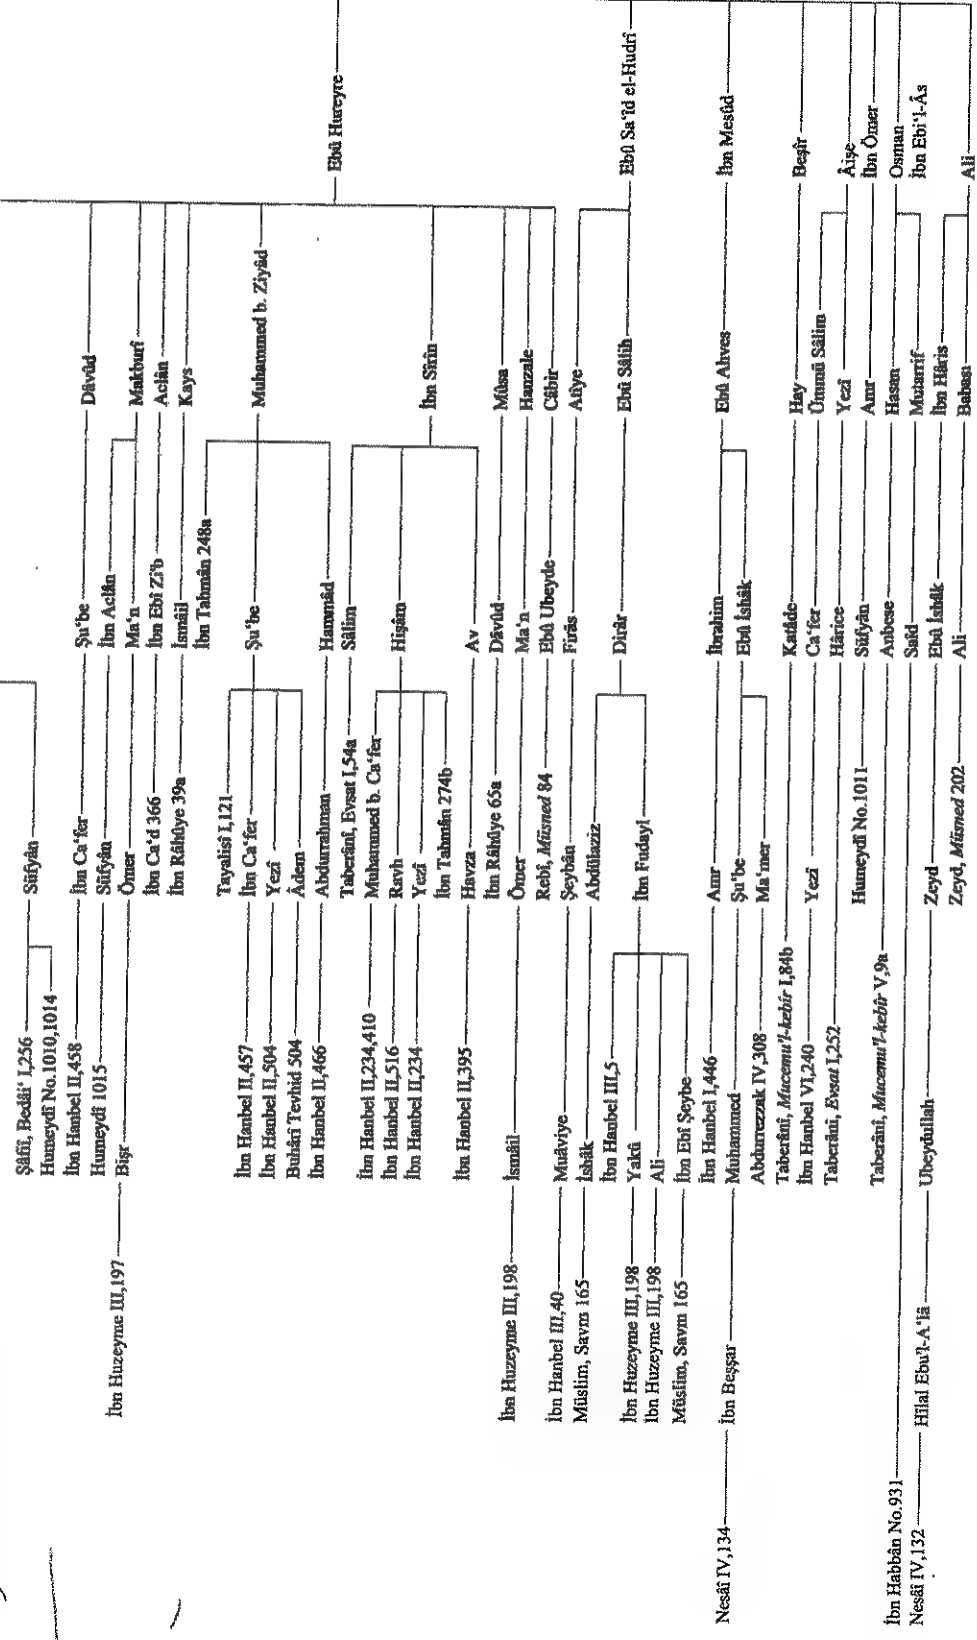 Ebû Hureyre
Ebû Sa‘îd el-Hudrî
İbn Mesûd
Beşîr
Âişe
İbn Ömer
Osman
İbn Ebi‘l-Âs
Ali
Dâvûd
Makburî
Aclân
Kays
Muhammed b. Ziyâd
İbn Sîrîn
Mûsa
Hanzale
Câbir
Atîye
Ebû Sâlih
Ebû Ahves
Hay
Ümmü Sâlim
Yezî
Amr
Hasan
Mutarrif
İbn Hâris
Babası
Şu‘be
İbn Aclân
Ma‘n
İbn Ebî Zi‘b
İsmâil
İbn Tahmân 248a
Şu‘be
Hammâd
Sâlim
Hişâm
Av
Dâvûd
Ma‘n
Ebû Ubeyde
Firâs
Dirâr
İbrahim
Ebû İshâk
Katâde
Ca‘fer
Hârice
Süfyân
Anbese
Saîd
Ebû İshâk
Ali
Süfyân
İbn Ca‘fer
Süfyân
Ömer
İbn Ca‘d 366
İbn Râhûye 39a
Tayalisî I,121
İbn Ca‘fer
Yezî
Âdem
Abdurrahman
Taberânî, Evsat I,54a
Muhammed b. Ca‘fer
Ravh
Yezî
İbn Tahmân 274b
Havza
İbn Râhûye 65a
Ömer
Rebî, Müsned 84
Şeybân
Abdülaziz
İbn Fudayl
Amr
Şu‘be
Ma‘mer
Taberânî, Mucemu'l-kebîr I,84b
Yezî
Humeydî No.1011
Zeyd
Zeyd, Müsned 202
Şâfiî, Bedâi‘ I,256
Humeydî No.1010,1014
İbn Hanbel II,458
Humeydî 1015
Bişr
İbn Hanbel II,457
İbn Hanbel II,504
Buhârî Tevhid 504
İbn Hanbel II,466
İbn Hanbel II,234,410
İbn Hanbel II,516
İbn Hanbel II,234
İbn Hanbel II,395
İsmâil
Muâviye
İshâk
İbn Hanbel III,5
Yakû
Ali
İbn Ebî Şeybe
İbn Hanbel I,446
Muhammed
Abdurrezzak IV,308
İbn Hanbel VI,240
Taberânî, Evsat I,252
Taberânî, Mucemu'l-kebîr V,9a
Ubeydullah
İbn Huzeyme III,197
İbn Huzeyme III,198
İbn Hanbel III,40
Müslim, Savm 165
İbn Huzeyme III,198
İbn Huzeyme III,198
Müslim, Savm 165
İbn Beşşar
Hilal Ebu'l-A‘lâ
Nesâî IV,134
İbn Habbân No.931
Nesâî IV,132